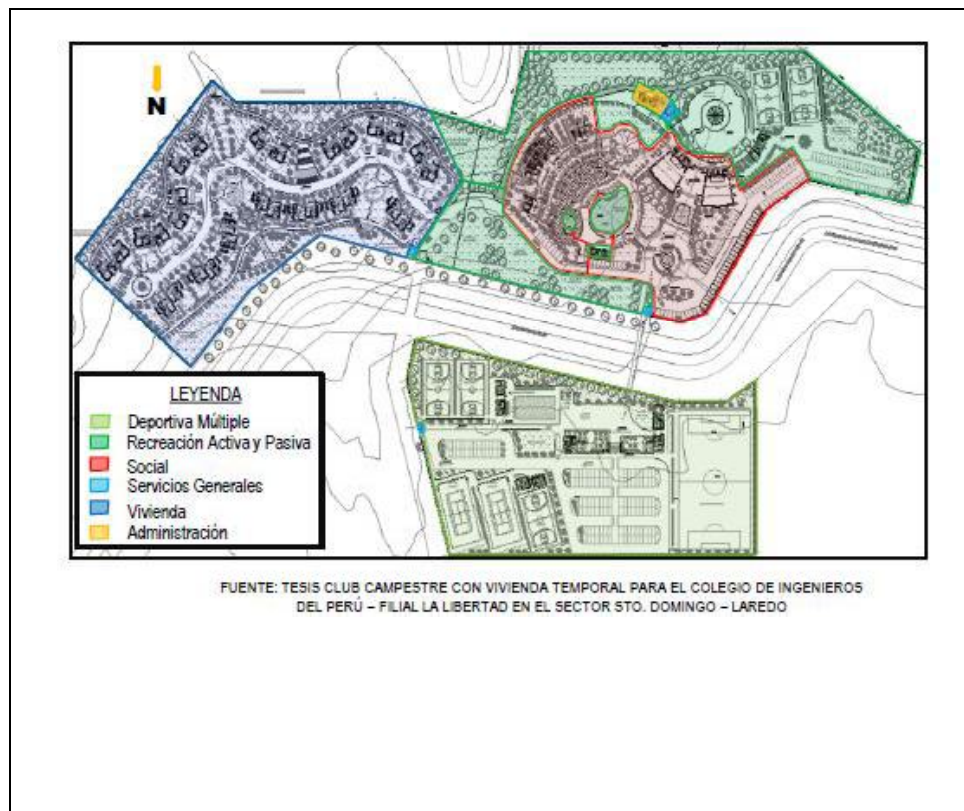 N
LEYENDA
Deportiva Múltiple
Recreación Activa y Pasiva
Social
Servicios Generales
Vivienda
Administración
FUENTE: TESIS CLUB CAMPESTRE CON VIVIENDA TEMPORAL PARA EL COLEGIO DE INGENIEROS
DEL PERÚ – FILIAL LA LIBERTAD EN EL SECTOR STO. DOMINGO – LAREDO